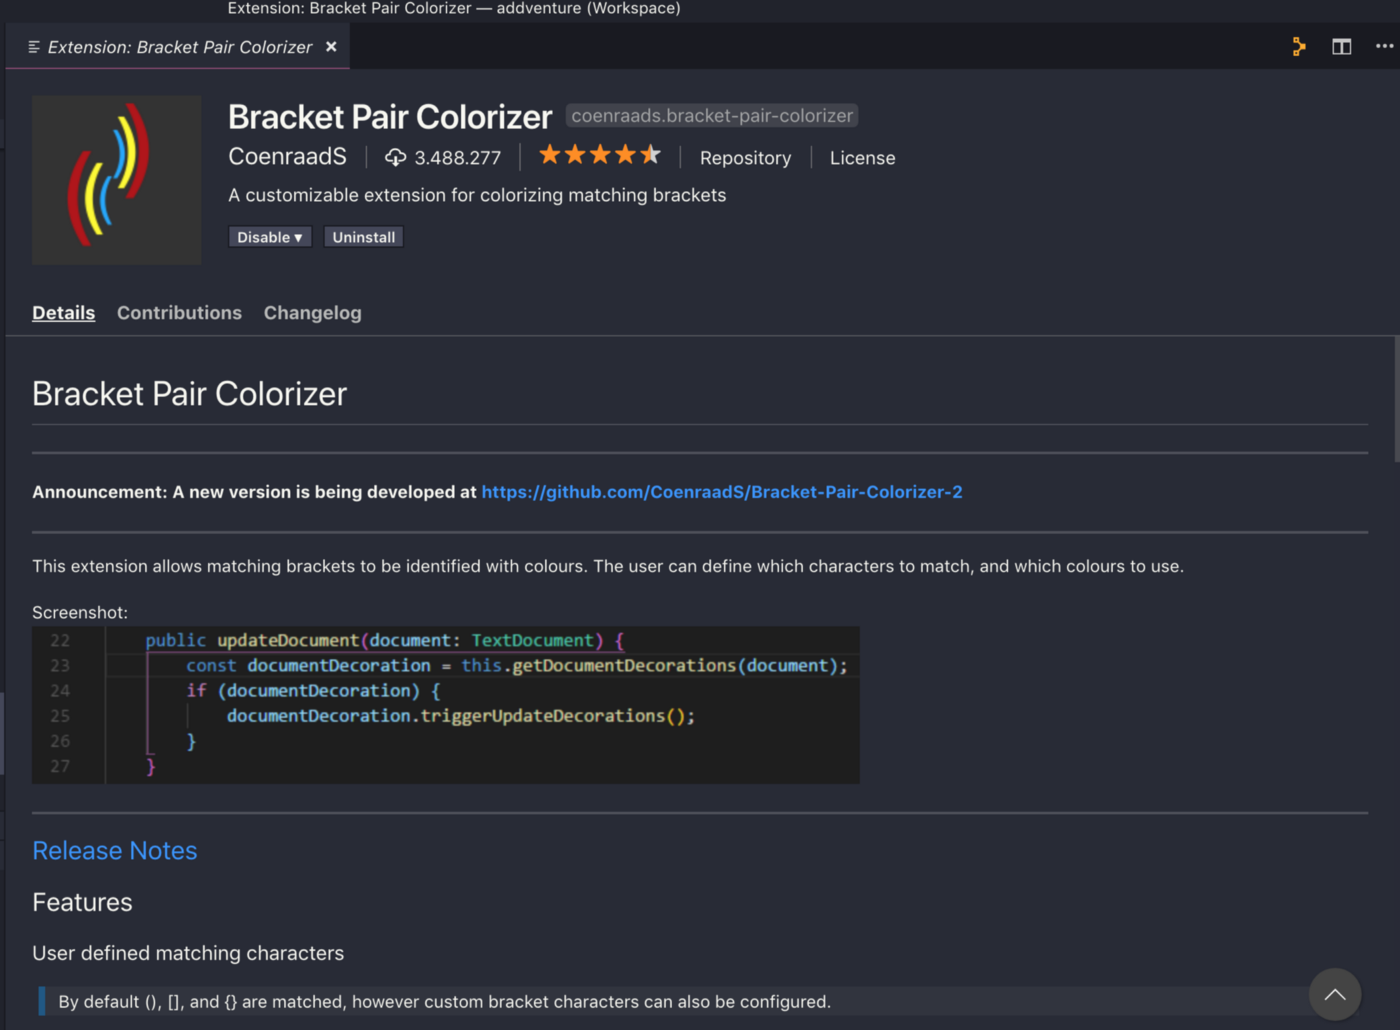 Extension: Bracket Pair Colorizer — addventure (Workspace)
Extension: Bracket Pair Colorizer ×
Bracket Pair Colorizer coenraads.bracket-pair-colorizer
CoenraadS | 3.488.277 | Repository | License
A customizable extension for colorizing matching brackets
Disable ▾ Uninstall
Details Contributions Changelog
Bracket Pair Colorizer
Announcement: A new version is being developed at https://github.com/CoenraadS/Bracket-Pair-Colorizer-2
This extension allows matching brackets to be identified with colours. The user can define which characters to match, and which colours to use.
Screenshot:
22 public updateDocument(document: TextDocument) {
23 const documentDecoration = this.getDocumentDecorations(document);
24 if (documentDecoration) {
25 documentDecoration.triggerUpdateDecorations();
26 }
27 }
Release Notes
Features
User defined matching characters
By default (), [], and {} are matched, however custom bracket characters can also be configured.